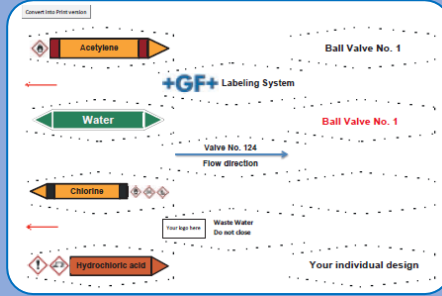 Convert Into Print version
Acetylene
Ball Valve No. 1
+GF+ Labeling System
Water
Ball Valve No. 1
Valve No. 124
Flow direction
Chlorine
Your logo here
Waste Water
Do not close
Hydrochloric acid
Your individual design